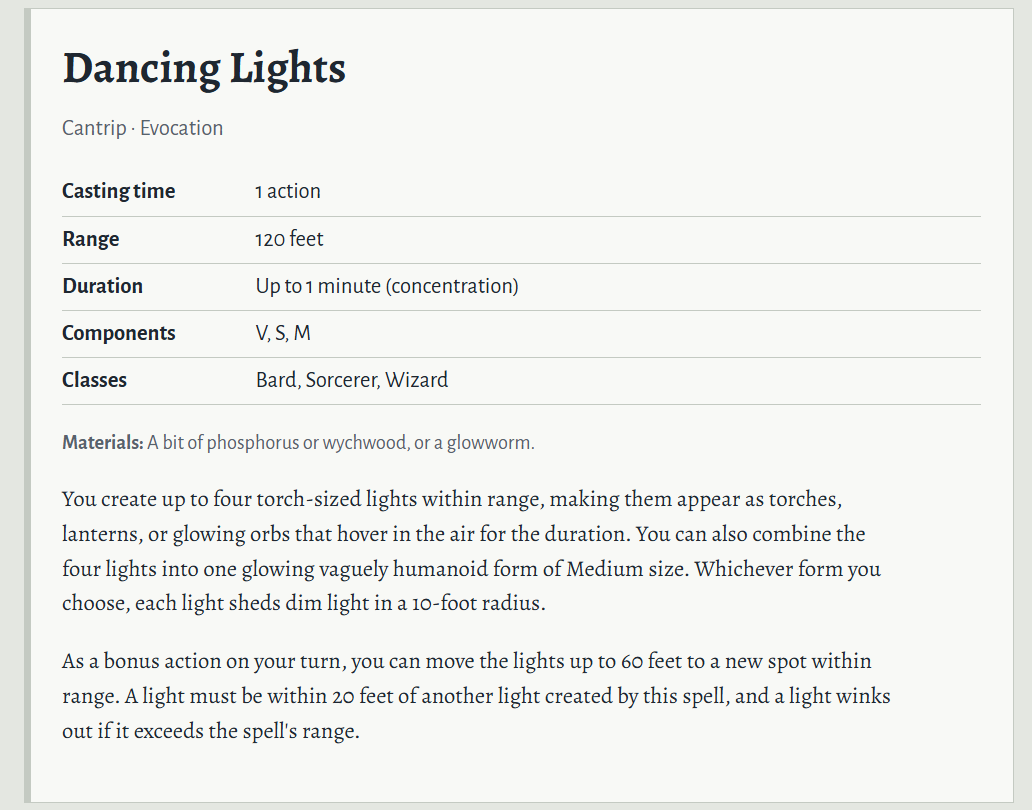 Dancing Lights
Cantrip · Evocation
Casting time 1 action
Range 120 feet
Duration Up to 1 minute (concentration)
Components V, S, M
Classes Bard, Sorcerer, Wizard
Materials: A bit of phosphorus or wychwood, or a glowworm.
You create up to four torch-sized lights within range, making them appear as torches,
lanterns, or glowing orbs that hover in the air for the duration. You can also combine the
four lights into one glowing vaguely humanoid form of Medium size. Whichever form you
choose, each light sheds dim light in a 10-foot radius.
As a bonus action on your turn, you can move the lights up to 60 feet to a new spot within
range. A light must be within 20 feet of another light created by this spell, and a light winks
out if it exceeds the spell's range.